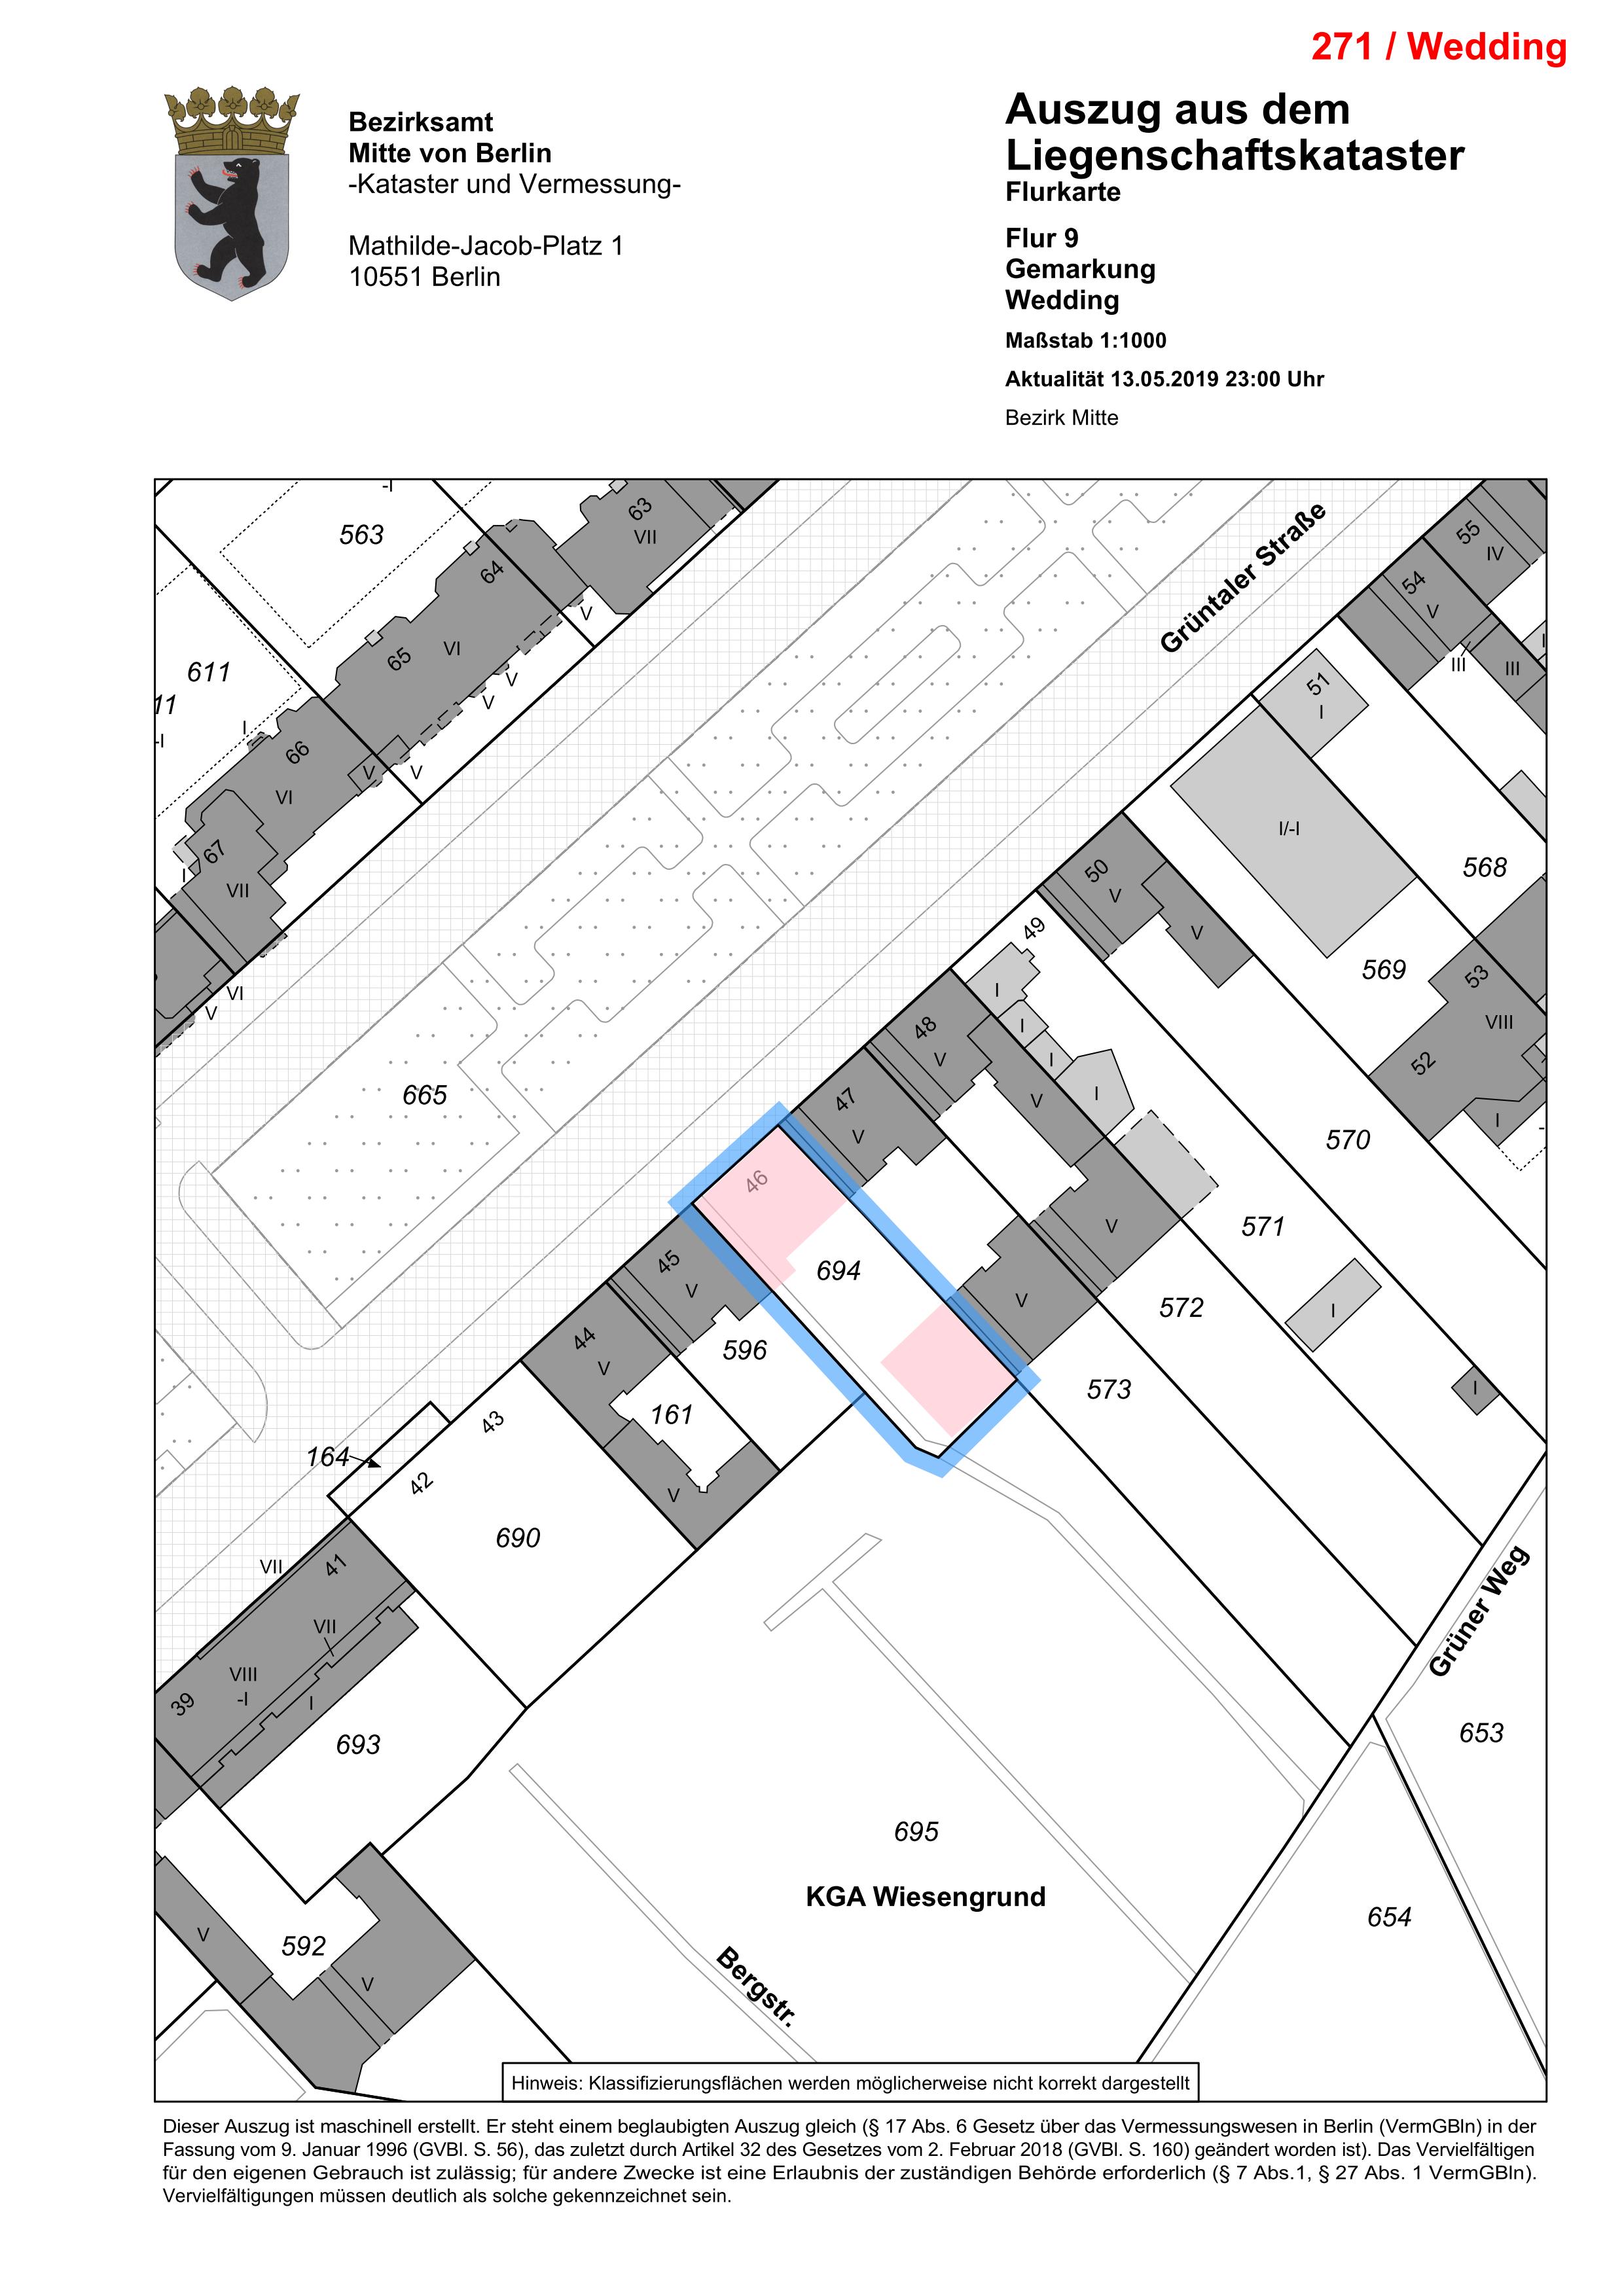 271 / Wedding
Bezirksamt
Mitte von Berlin
-Kataster und Vermessung-
Mathilde-Jacob-Platz 1
10551 Berlin
Auszug aus dem
Liegenschaftskataster
Flurkarte
Flur 9
Gemarkung
Wedding
Maßstab 1:1000
Aktualität 13.05.2019 23:00 Uhr
Bezirk Mitte
-I
563
63
VII
64
V
65
VI
V
V
611
11
-I
I
66
VI
V
V
67
I
VII
VI
V
Grüntaler Straße
55
IV
54
V
III
III
I
51
I
I/-I
568
50
V
V
569
49
53
VIII
52
I
-
I
I
I
I
48
V
V
47
V
665
570
46
571
V
694
45
V
V
572
I
596
44
V
573
I
161
43
164
42
V
690
VII
41
VII
VIII
-I
39
I
693
Grüner Weg
653
695
KGA Wiesengrund
654
V
592
V
Bergstr.
Hinweis: Klassifizierungsflächen werden möglicherweise nicht korrekt dargestellt
Dieser Auszug ist maschinell erstellt. Er steht einem beglaubigten Auszug gleich (§ 17 Abs. 6 Gesetz über das Vermessungswesen in Berlin (VermGBln) in der
Fassung vom 9. Januar 1996 (GVBl. S. 56), das zuletzt durch Artikel 32 des Gesetzes vom 2. Februar 2018 (GVBl. S. 160) geändert worden ist). Das Vervielfältigen
für den eigenen Gebrauch ist zulässig; für andere Zwecke ist eine Erlaubnis der zuständigen Behörde erforderlich (§ 7 Abs.1, § 27 Abs. 1 VermGBln).
Vervielfältigungen müssen deutlich als solche gekennzeichnet sein.